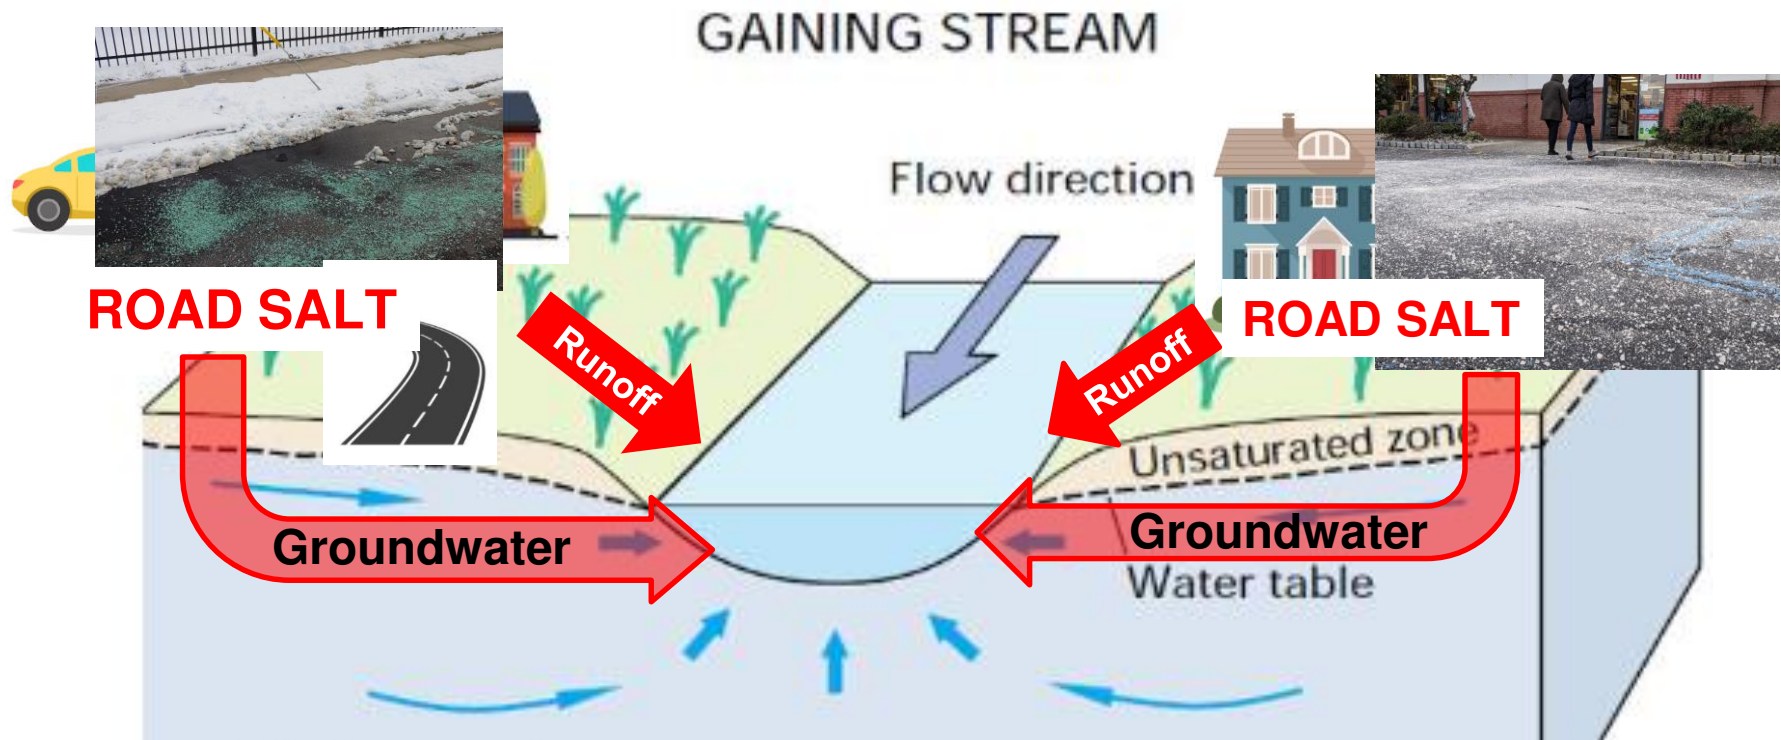 GAINING STREAM
Flow direction
ROAD SALT
ROAD SALT
Runoff
Runoff
Unsaturated zone
Groundwater
Groundwater
Water table